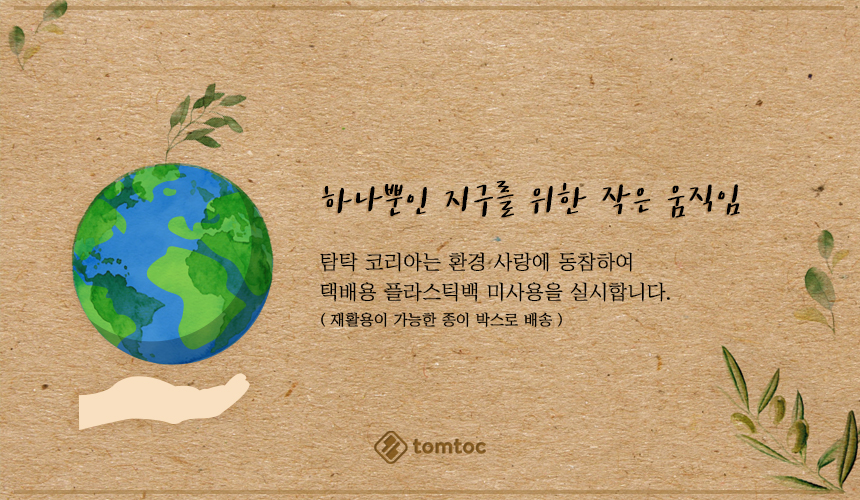 하나뿐인 지구를 위한 작은 움직임
탐탁 코리아는 환경 사랑에 동참하여
택배용 플라스틱백 미사용을 실시합니다.
( 재활용이 가능한 종이 박스로 배송 )
tomtoc